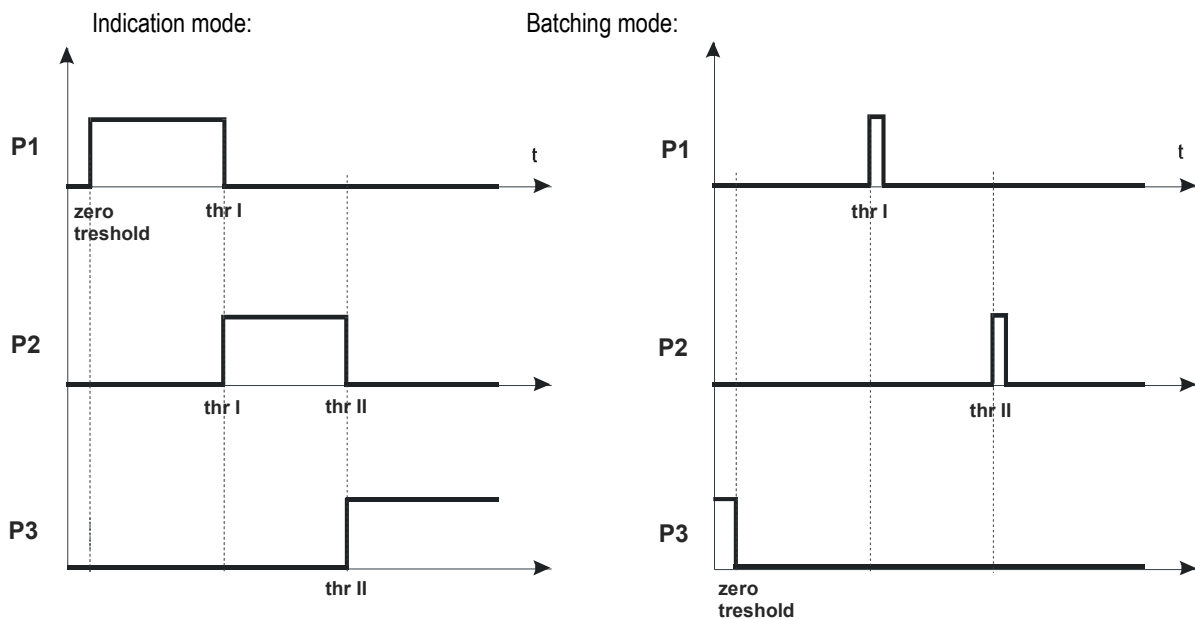 Indication mode:
P1
t
zero
treshold
thr I
P2
thr I
thr II
P3
thr II
Batching mode:
P1
t
thr I
P2
thr II
P3
zero
treshold